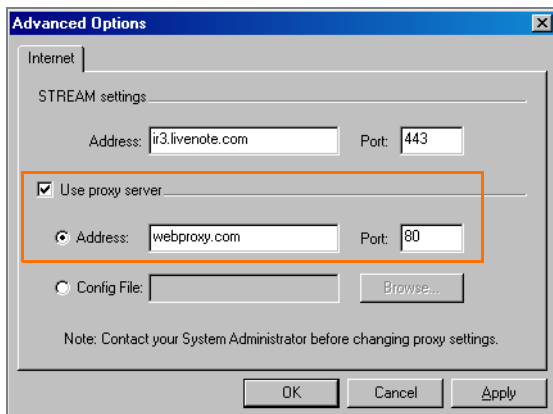 Advanced Options
Internet
STREAM settings
Address: ir3.livenote.com Port: 443
Use proxy server
Address: webproxy.com Port: 80
Config File: Browse...
Note: Contact your System Administrator before changing proxy settings.
OK Cancel Apply